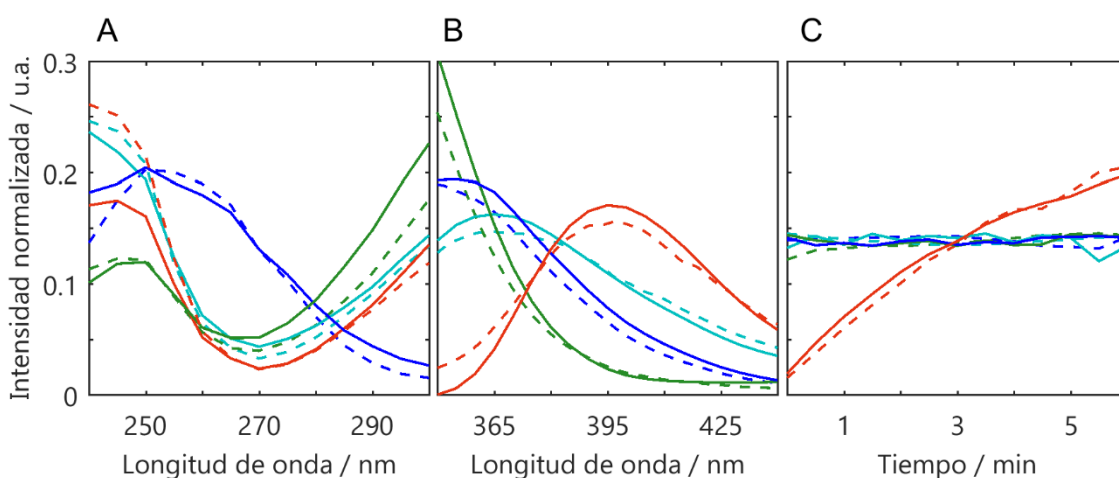 A B C
Intensidad normalizada / u.a.
0.3
0.2
0.1
0
250 270 290
365 395 425
1 3 5
Longitud de onda / nm
Longitud de onda / nm
Tiempo / min